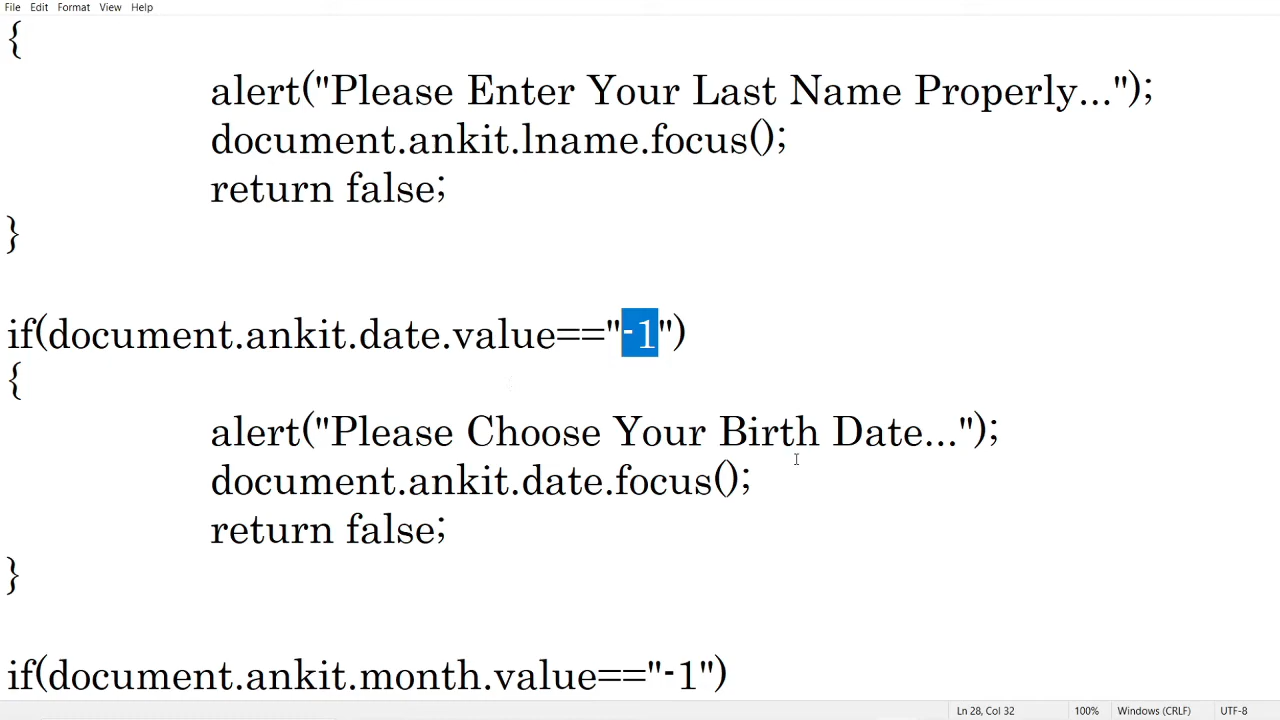 File Edit Format View Help
{
alert("Please Enter Your Last Name Properly...");
document.ankit.lname.focus();
return false;
}
if(document.ankit.date.value=="-1")
{
alert("Please Choose Your Birth Date...");
document.ankit.date.focus();
return false;
}
if(document.ankit.month.value=="-1")
Ln 28, Col 32 100% Windows (CRLF) UTF-8